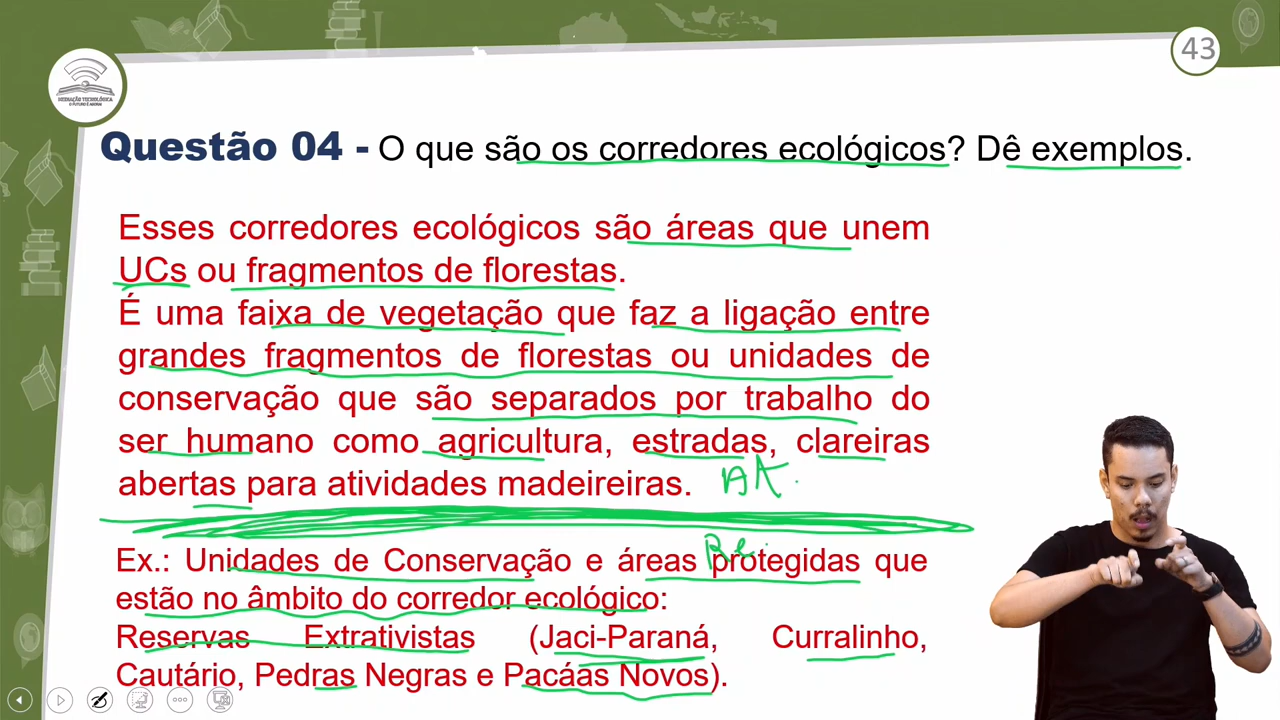 43
MEDIAÇÃO TECNOLÓGICA
O FUTURO É AGORA!
Questão 04 - O que são os corredores ecológicos? Dê exemplos.
Esses corredores ecológicos são áreas que unem
UCs ou fragmentos de florestas.
É uma faixa de vegetação que faz a ligação entre
grandes fragmentos de florestas ou unidades de
conservação que são separados por trabalho do
ser humano como agricultura, estradas, clareiras
abertas para atividades madeireiras.
Ex.: Unidades de Conservação e áreas protegidas que
estão no âmbito do corredor ecológico:
Reservas Extrativistas (Jaci-Paraná, Curralinho,
Cautário, Pedras Negras e Pacáas Novos).